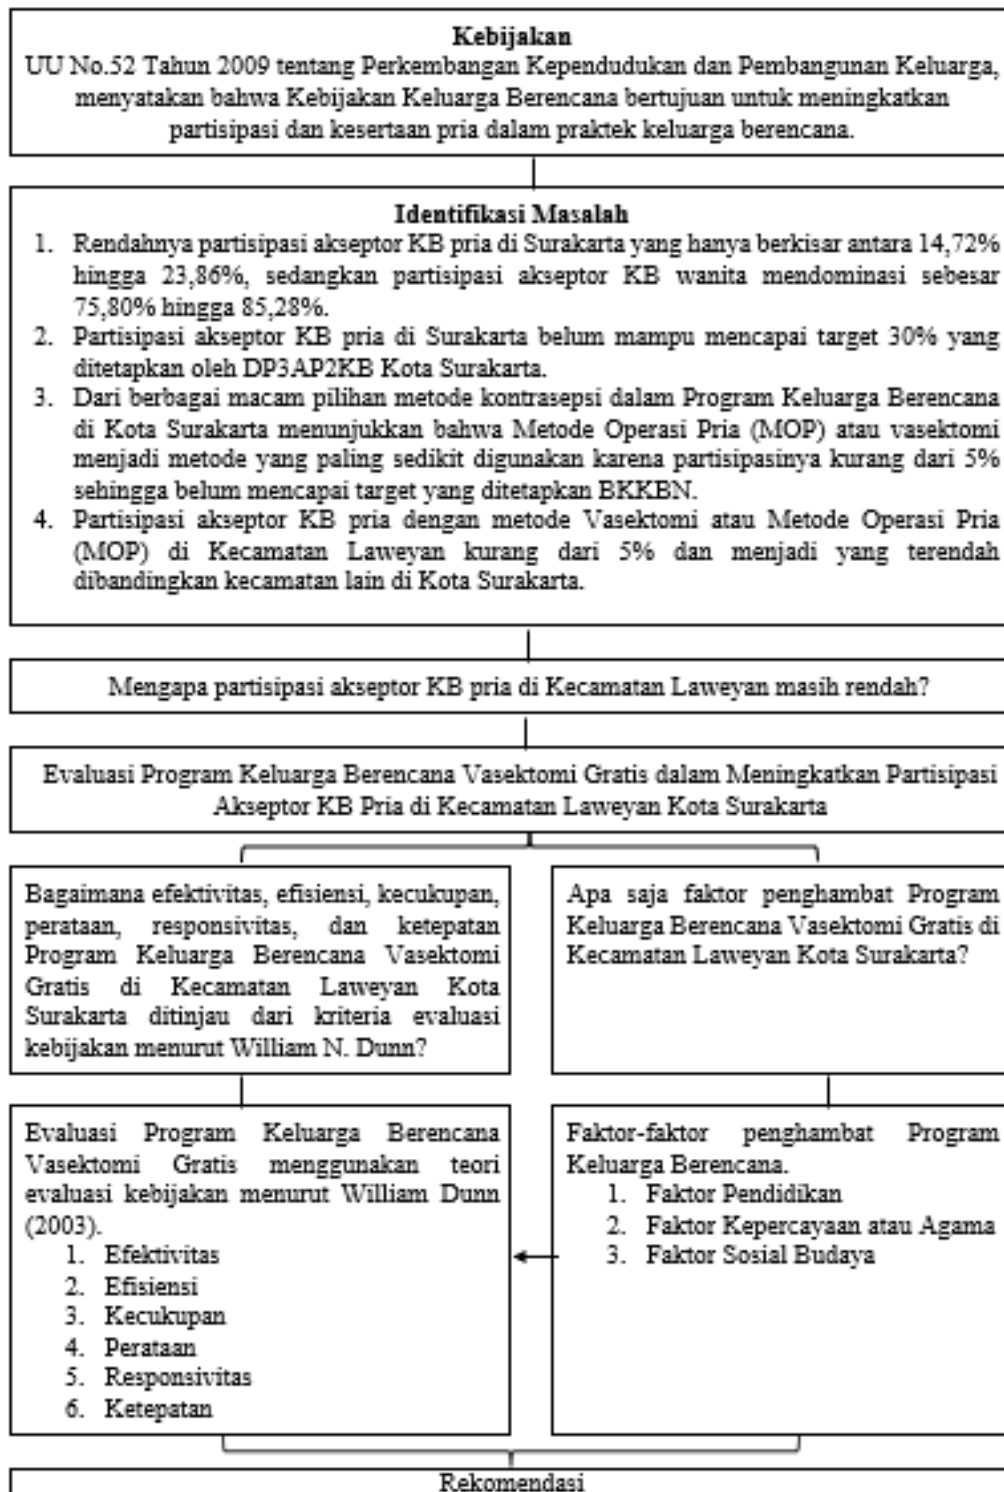 Kebijakan
UU No.52 Tahun 2009 tentang Perkembangan Kependudukan dan Pembangunan Keluarga,
menyatakan bahwa Kebijakan Keluarga Berencana bertujuan untuk meningkatkan
partisipasi dan kesertaan pria dalam praktek keluarga berencana.
Identifikasi Masalah
1. Rendahnya partisipasi akseptor KB pria di Surakarta yang hanya berkisar antara 14,72%
hingga 23,86%, sedangkan partisipasi akseptor KB wanita mendominasi sebesar
75,80% hingga 85,28%.
2. Partisipasi akseptor KB pria di Surakarta belum mampu mencapai target 30% yang
ditetapkan oleh DP3AP2KB Kota Surakarta.
3. Dari berbagai macam pilihan metode kontrasepsi dalam Program Keluarga Berencana
di Kota Surakarta menunjukkan bahwa Metode Operasi Pria (MOP) atau vasektomi
menjadi metode yang paling sedikit digunakan karena partisipasinya kurang dari 5%
sehingga belum mencapai target yang ditetapkan BKKBN.
4. Partisipasi akseptor KB pria dengan metode Vasektomi atau Metode Operasi Pria
(MOP) di Kecamatan Laweyan kurang dari 5% dan menjadi yang terendah
dibandingkan kecamatan lain di Kota Surakarta.
Mengapa partisipasi akseptor KB pria di Kecamatan Laweyan masih rendah?
Evaluasi Program Keluarga Berencana Vasektomi Gratis dalam Meningkatkan Partisipasi
Akseptor KB Pria di Kecamatan Laweyan Kota Surakarta
Bagaimana efektivitas, efisiensi, kecukupan,
perataan, responsivitas, dan ketepatan
Program Keluarga Berencana Vasektomi
Gratis di Kecamatan Laweyan Kota
Surakarta ditinjau dari kriteria evaluasi
kebijakan menurut William N. Dunn?
Apa saja faktor penghambat Program
Keluarga Berencana Vasektomi Gratis di
Kecamatan Laweyan Kota Surakarta?
Evaluasi Program Keluarga Berencana
Vasektomi Gratis menggunakan teori
evaluasi kebijakan menurut William Dunn
(2003).
1. Efektivitas
2. Efisiensi
3. Kecukupan
4. Perataan
5. Responsivitas
6. Ketepatan
Faktor-faktor penghambat Program
Keluarga Berencana.
1. Faktor Pendidikan
2. Faktor Kepercayaan atau Agama
3. Faktor Sosial Budaya
Rekomendasi